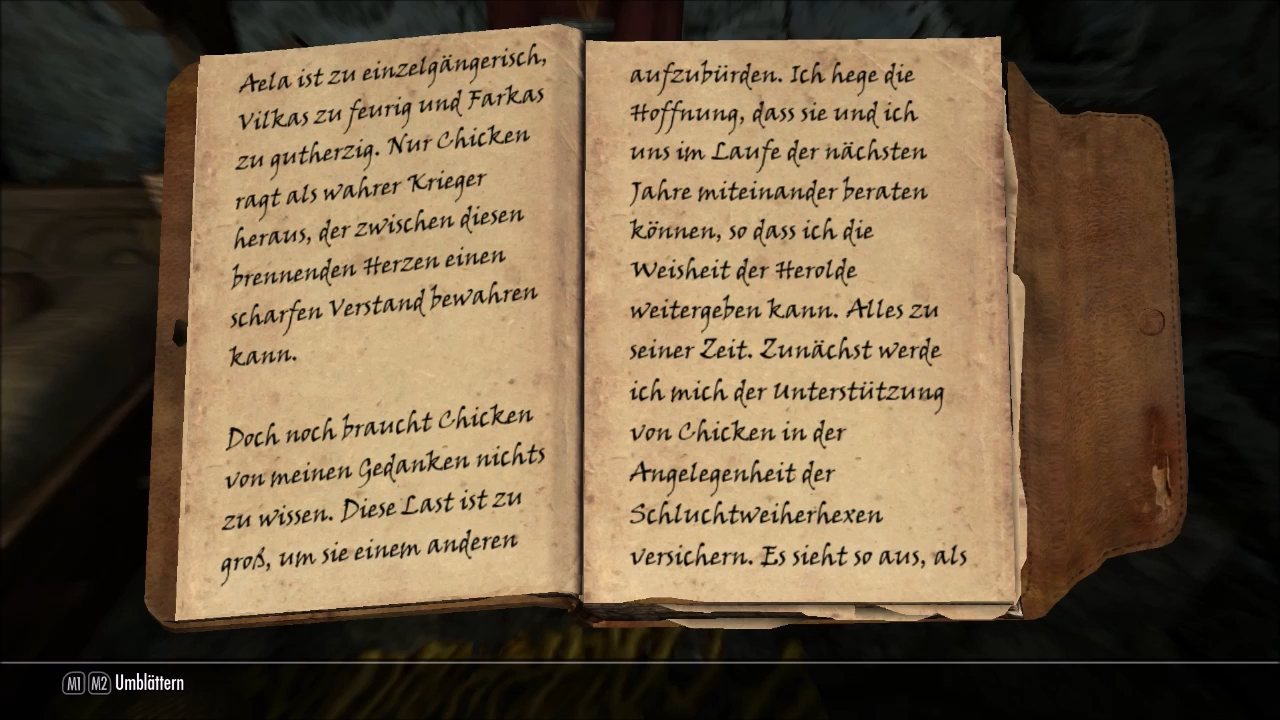 Aela ist zu einzelgängerisch,
Vilkas zu feurig und Farkas
zu gutherzig. Nur Chicken
ragt als wahrer Krieger
heraus, der zwischen diesen
brennenden Herzen einen
scharfen Verstand bewahren
kann.
Doch noch braucht Chicken
von meinen Gedanken nichts
zu wissen. Diese Last ist zu
groß, um sie einem anderen
aufzubürden. Ich hege die
Hoffnung, dass sie und ich
uns im Laufe der nächsten
Jahre miteinander beraten
können, so dass ich die
Weisheit der Herolde
weitergeben kann. Alles zu
seiner Zeit. Zunächst werde
ich mich der Unterstützung
von Chicken in der
Angelegenheit der
Schluchtweiherhexen
versichern. Es sieht so aus, als
M1 M2 Umblättern